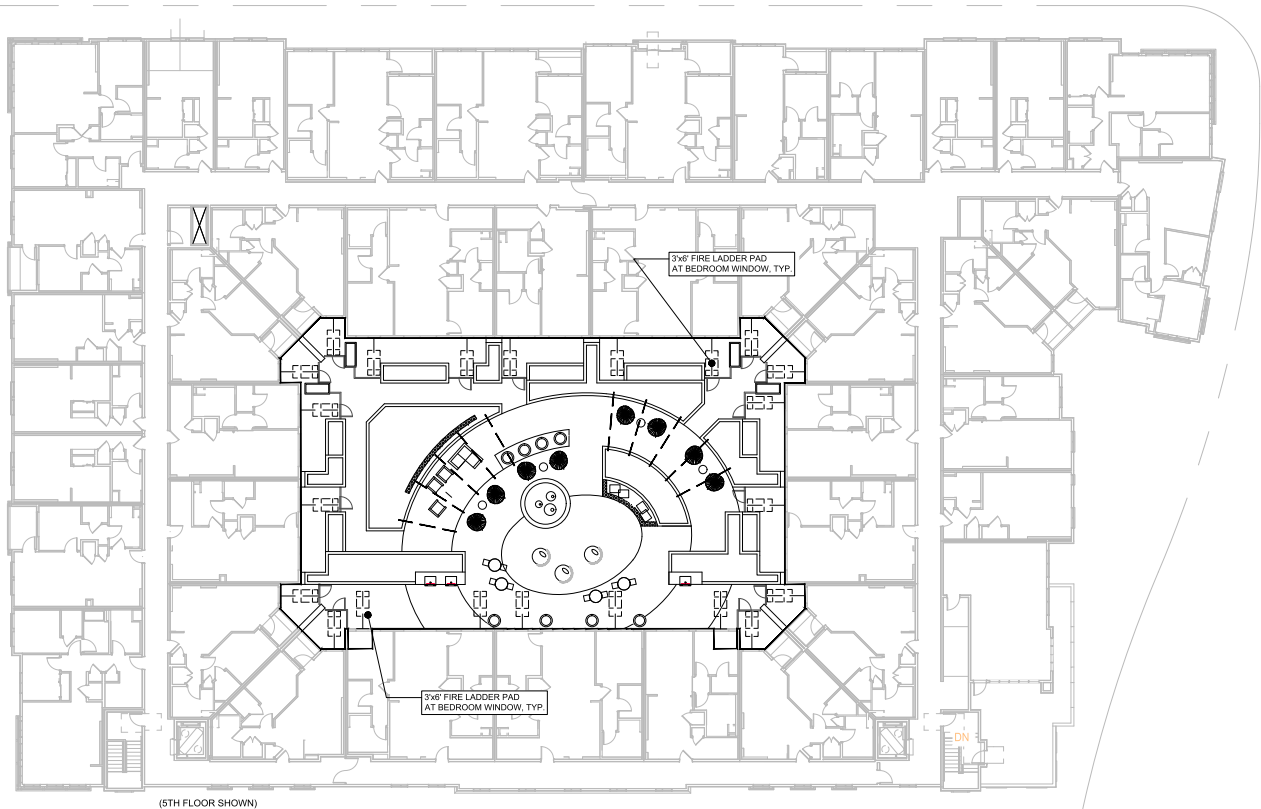 3'x6' FIRE LADDER PAD
AT BEDROOM WINDOW, TYP.
3'x6' FIRE LADDER PAD
AT BEDROOM WINDOW, TYP.
DN
(5TH FLOOR SHOWN)